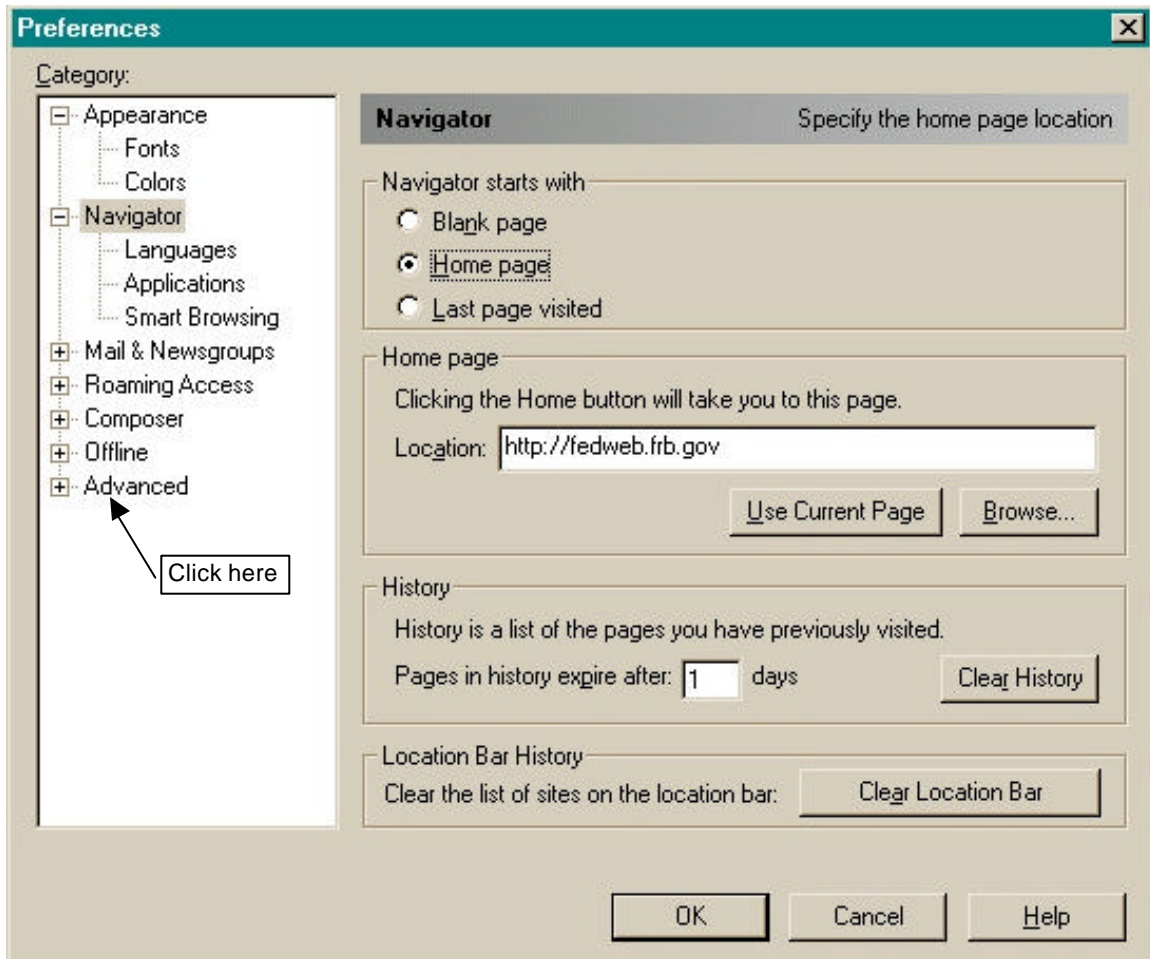 Preferences
Category:
Appearance
Fonts
Colors
Navigator
Languages
Applications
Smart Browsing
Mail & Newsgroups
Roaming Access
Composer
Offline
Advanced
Click here
Navigator Specify the home page location
Navigator starts with
Blank page
Home page
Last page visited
Home page
Clicking the Home button will take you to this page.
Location: http://fedweb.frb.gov
Use Current Page Browse...
History
History is a list of the pages you have previously visited.
Pages in history expire after: 1 days Clear History
Location Bar History
Clear the list of sites on the location bar: Clear Location Bar
OK Cancel Help